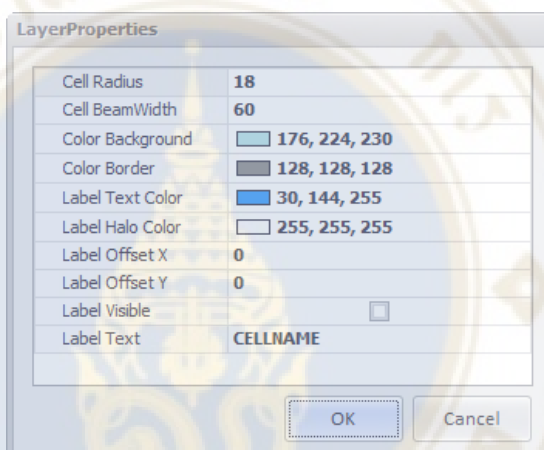 LayerProperties
Cell Radius 18
Cell BeamWidth 60
Color Background 176, 224, 230
Color Border 128, 128, 128
Label Text Color 30, 144, 255
Label Halo Color 255, 255, 255
Label Offset X 0
Label Offset Y 0
Label Visible
Label Text CELLNAME
OK Cancel